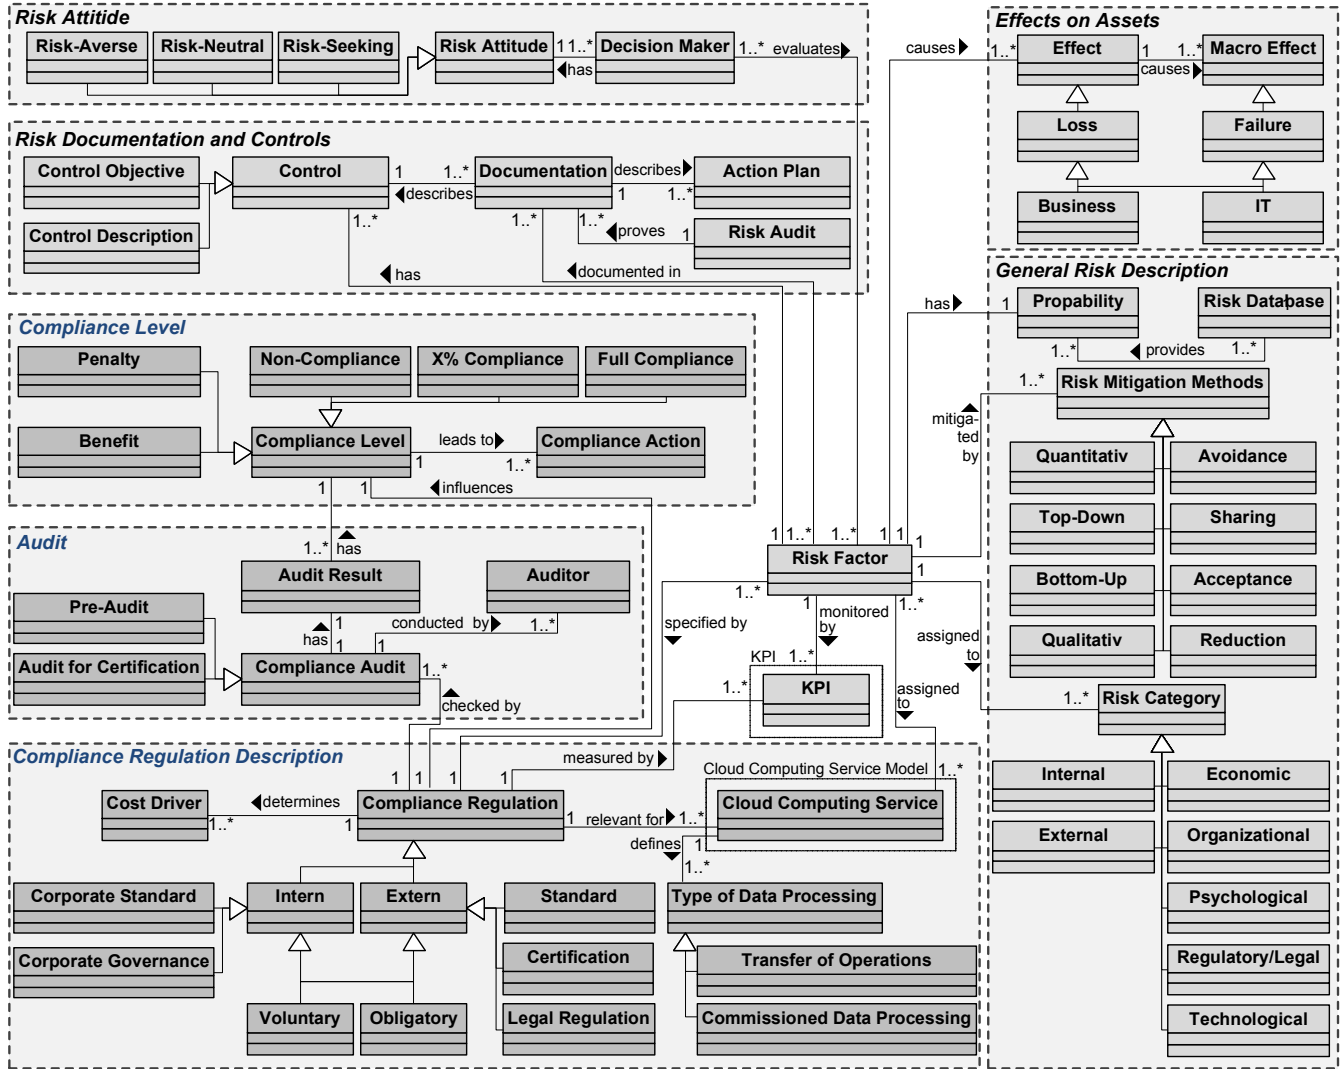 Risk Attitide
Risk-Averse
Risk-Neutral
Risk-Seeking
Risk Attitude
1 1..*
has
Decision Maker
1..* evaluates
Risk Documentation and Controls
Control Objective
Control Description
Control
1 1..*
describes
Documentation
describes
1 1..*
Action Plan
1..*
1..*
1..*
proves
1
Risk Audit
has
documented in
causes
1..*
Effects on Assets
Effect
1 1..*
causes
Macro Effect
Loss
Failure
Business
IT
General Risk Description
has
1
Propability
Risk Database
1..*
provides
1..*
1..*
Risk Mitigation Methods
mitiga-
ted
by
Quantitativ
Avoidance
Top-Down
Sharing
Bottom-Up
Acceptance
Qualitativ
Reduction
1..*
Risk Category
Internal
Economic
External
Organizational
Psychological
Regulatory/Legal
Technological
Compliance Level
Penalty
Non-Compliance
X% Compliance
Full Compliance
Benefit
Compliance Level
leads to
1
1..*
Compliance Action
1
1
influences
Audit
1..*
has
Audit Result
Auditor
Pre-Audit
1
has
1
1
conducted by
1..*
Audit for Certification
Compliance Audit
1..*
checked by
1 1..* 1..* 1 1
1
Risk Factor
1
1..*
1
1..*
specified by
monitored
by
1..*
assigned
to
assigned
to
KPI
1..*
KPI
Compliance Regulation Description
1
1
1
1
measured by
Cloud Computing Service Model
1..*
Cost Driver
determines
1..*
1
Compliance Regulation
1 relevant for 1..*
Cloud Computing Service
defines
1
1..*
Corporate Standard
Intern
Extern
Standard
Type of Data Processing
Corporate Governance
Certification
Transfer of Operations
Voluntary
Obligatory
Legal Regulation
Commissioned Data Processing